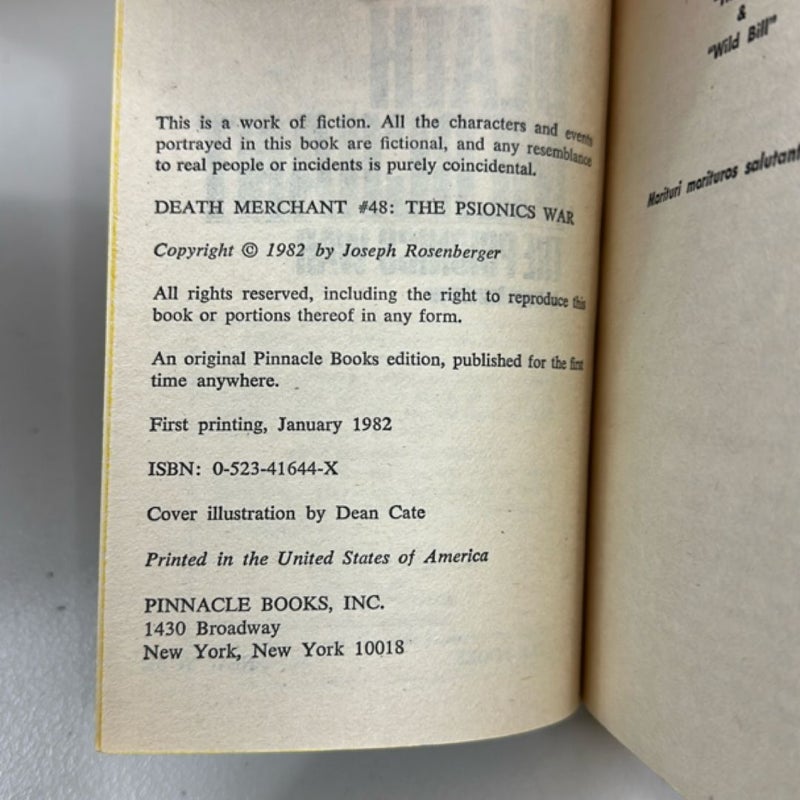 This is a work of fiction. All the characters and events
portrayed in this book are fictional, and any resemblance
to real people or incidents is purely coincidental.
DEATH MERCHANT #48: THE PSIONICS WAR
Copyright © 1982 by Joseph Rosenberger
All rights reserved, including the right to reproduce this
book or portions thereof in any form.
An original Pinnacle Books edition, published for the first
time anywhere.
First printing, January 1982
ISBN: 0-523-41644-X
Cover illustration by Dean Cate
Printed in the United States of America
PINNACLE BOOKS, INC.
1430 Broadway
New York, New York 10018
&
"Wild Bill"
Morituri morituros salutant